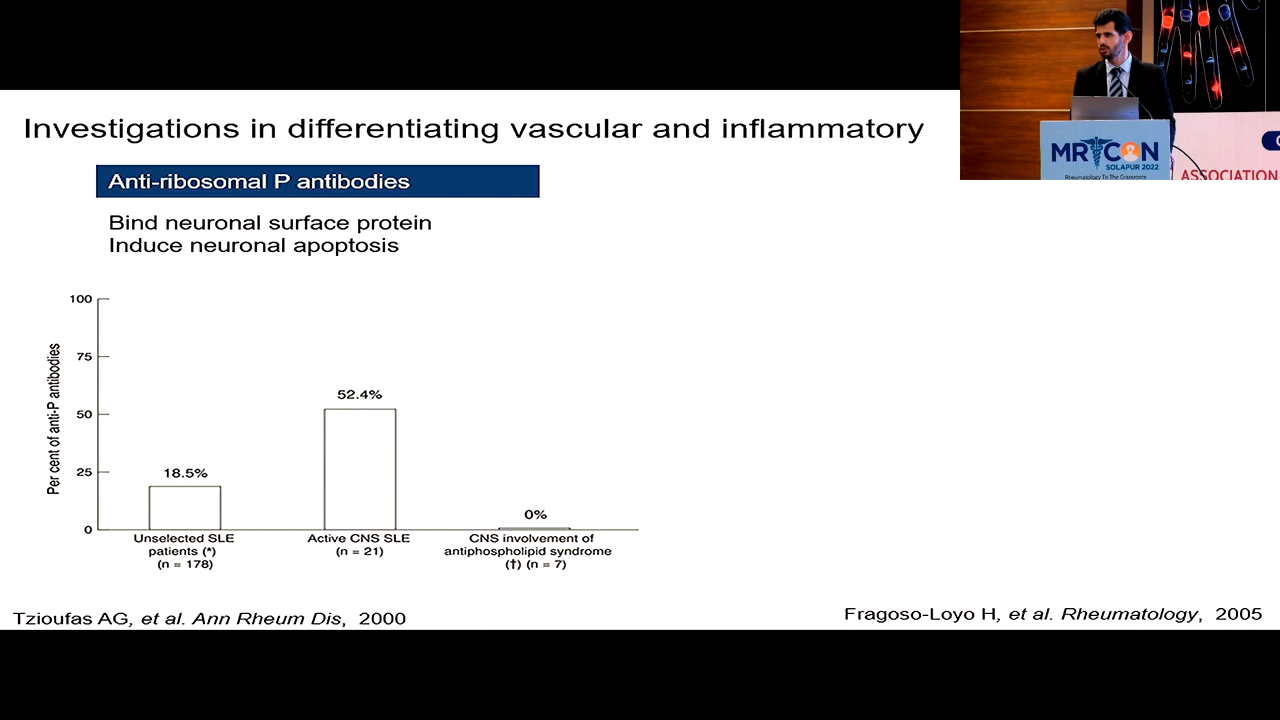 Investigations in differentiating vascular and inflammatory
Anti-ribosomal P antibodies
Bind neuronal surface protein
Induce neuronal apoptosis
Per cent of anti-P antibodies
100
75
50
25
0
18.5%
52.4%
0%
Unselected SLE
patients (*)
(n = 178)
Active CNS SLE
(n = 21)
CNS involvement of
antiphospholipid syndrome
(†) (n = 7)
Tzioufas AG, et al. Ann Rheum Dis, 2000
Fragoso-Loyo H, et al. Rheumatology, 2005
MR CON
SOLAPUR 2022
Rheumatology To The Grassroots
ASSOCIATION